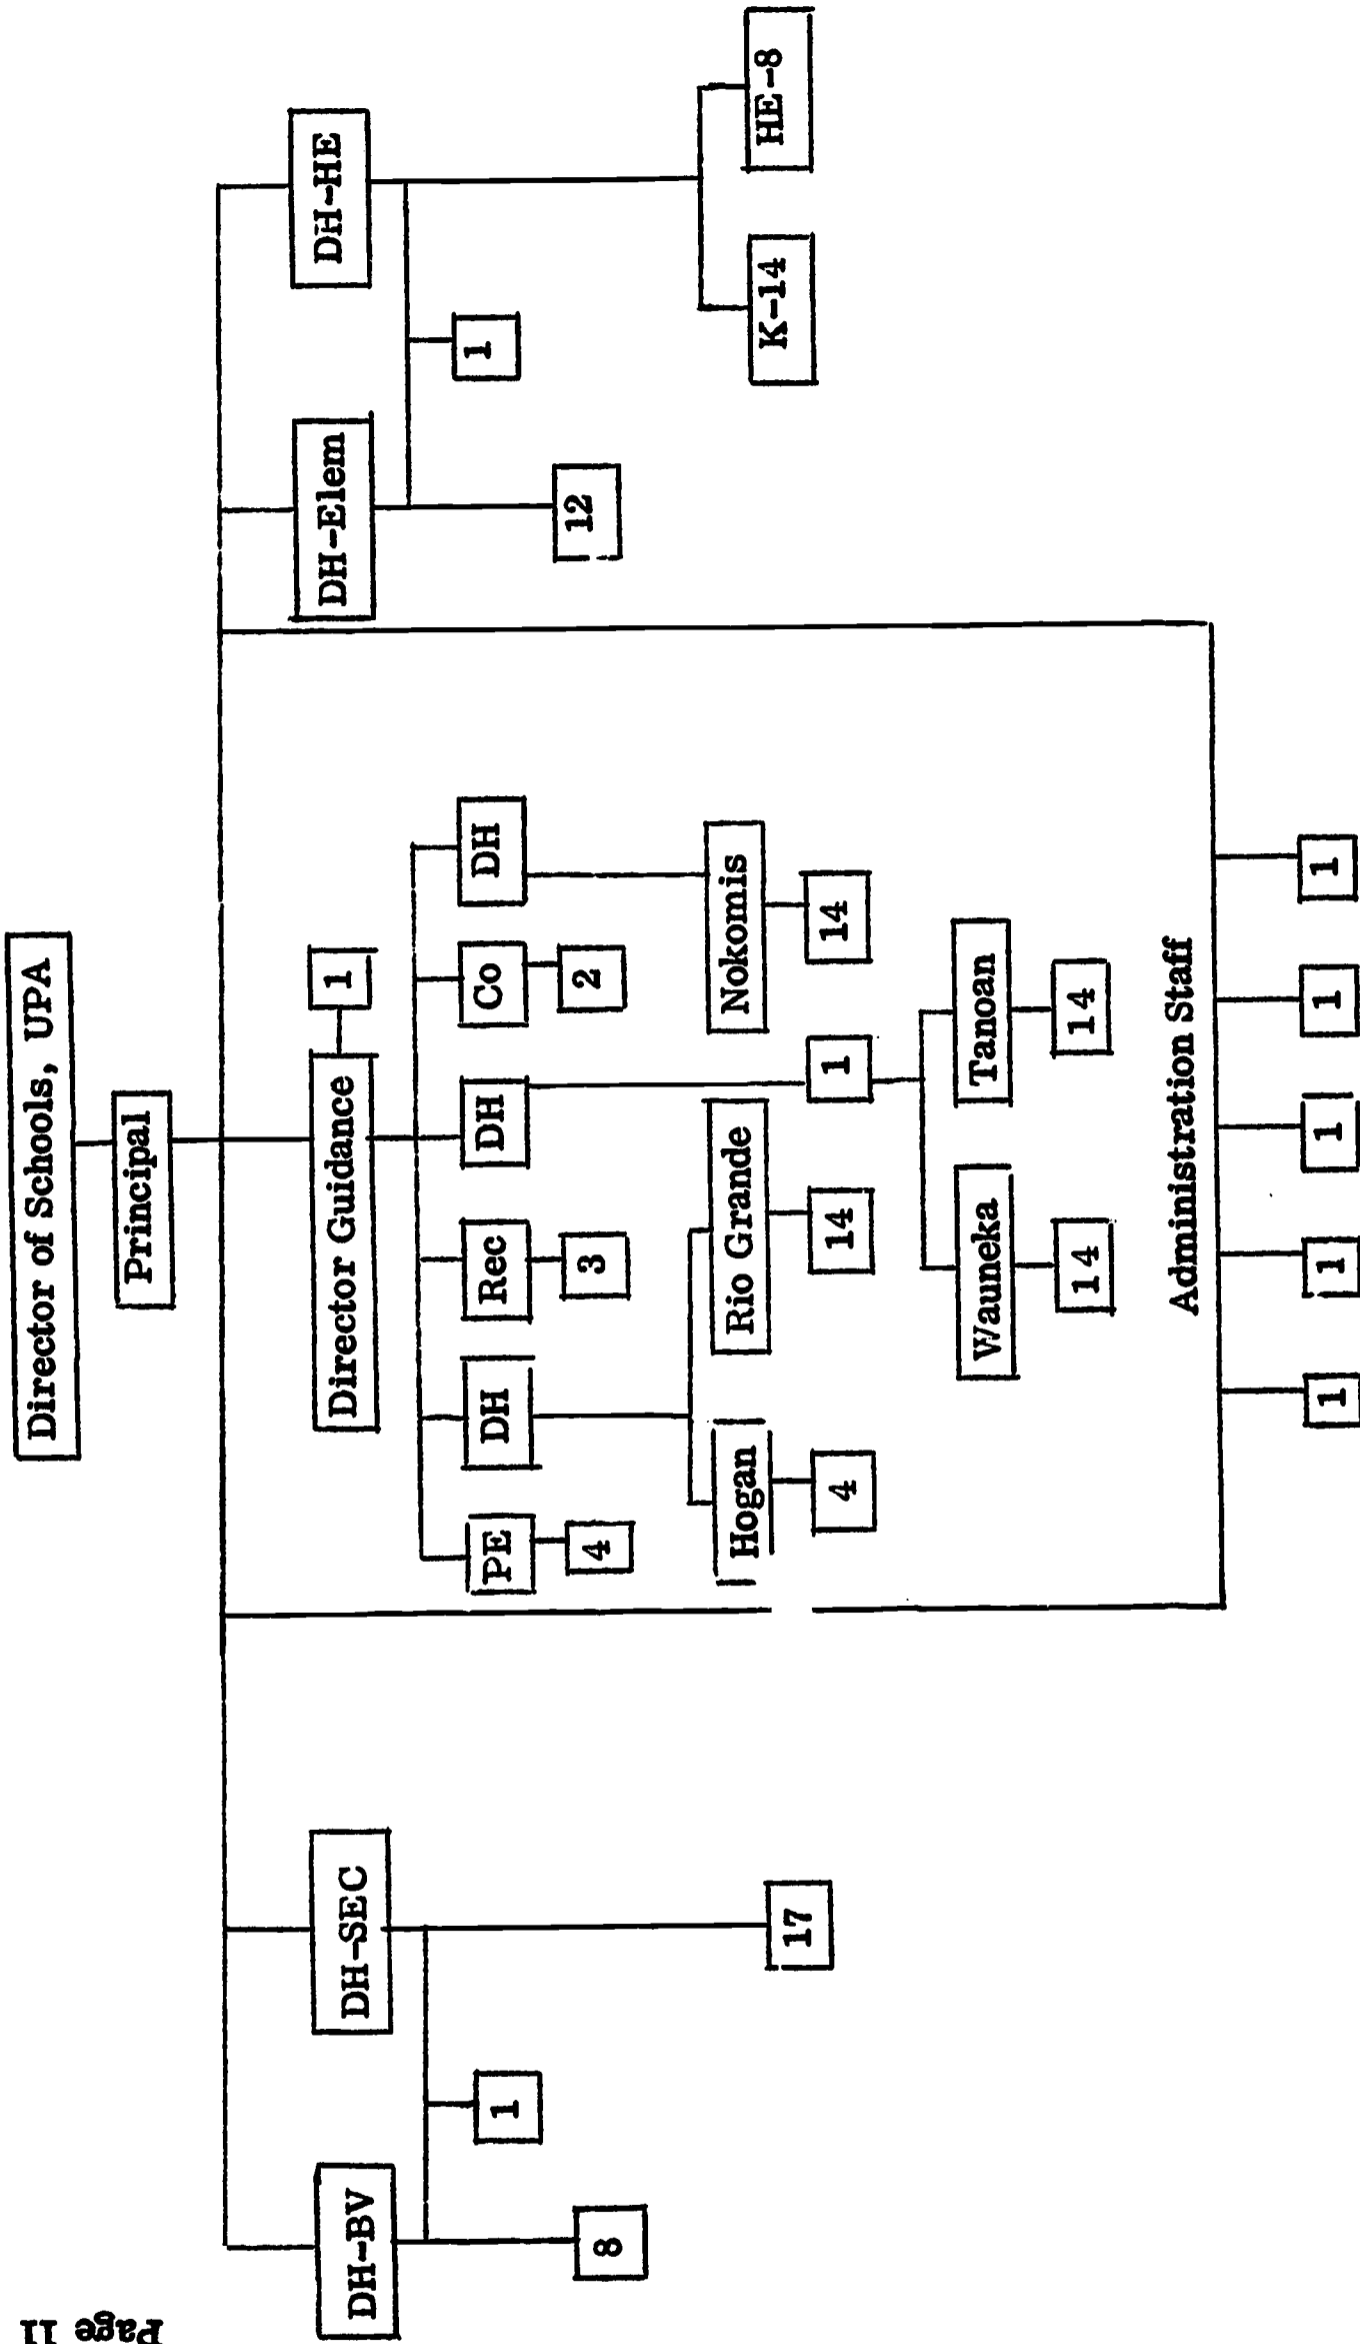 Page 11
Director of Schools, UPA
Principal
DH-BV
DH-SEC
Director Guidance
1
DH-Elem
DH-HE
8
1
17
PE
DH
Rec
DH
Co
DH
4
3
2
1
12
K-14
HE-8
Hogan
Rio Grande
1
Nokomis
4
14
14
Wauneka
Tanoan
14
14
Administration Staff
1
1
1
1
1